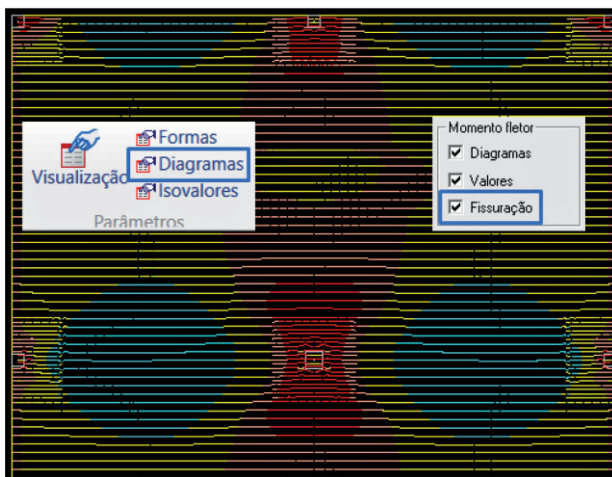 Visualização
Formas
Diagramas
Isovalores
Parâmetros
Momento fletor
Diagramas
Valores
Fissuração